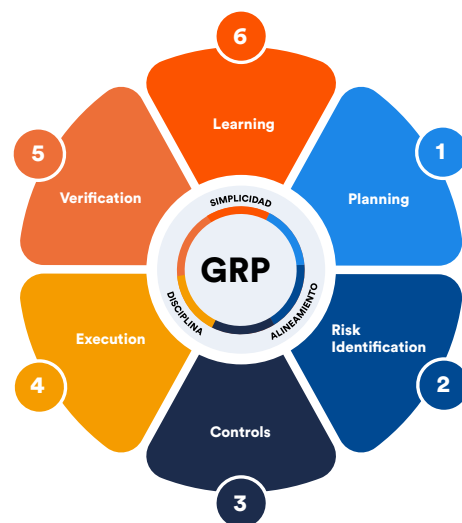 6
Learning
1
Planning
5
Verification
SIMPLICIDAD
GRP
DISCIPLINA
ALINEAMIENTO
Execution
4
Risk
Identification
2
Controls
3